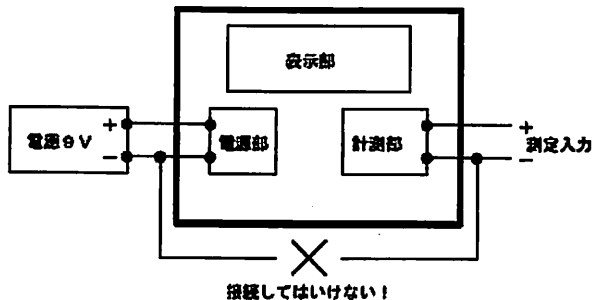 表示部
電源9V
+
−
電源部
計測部
+
−
測定入力
接続してはいけない！